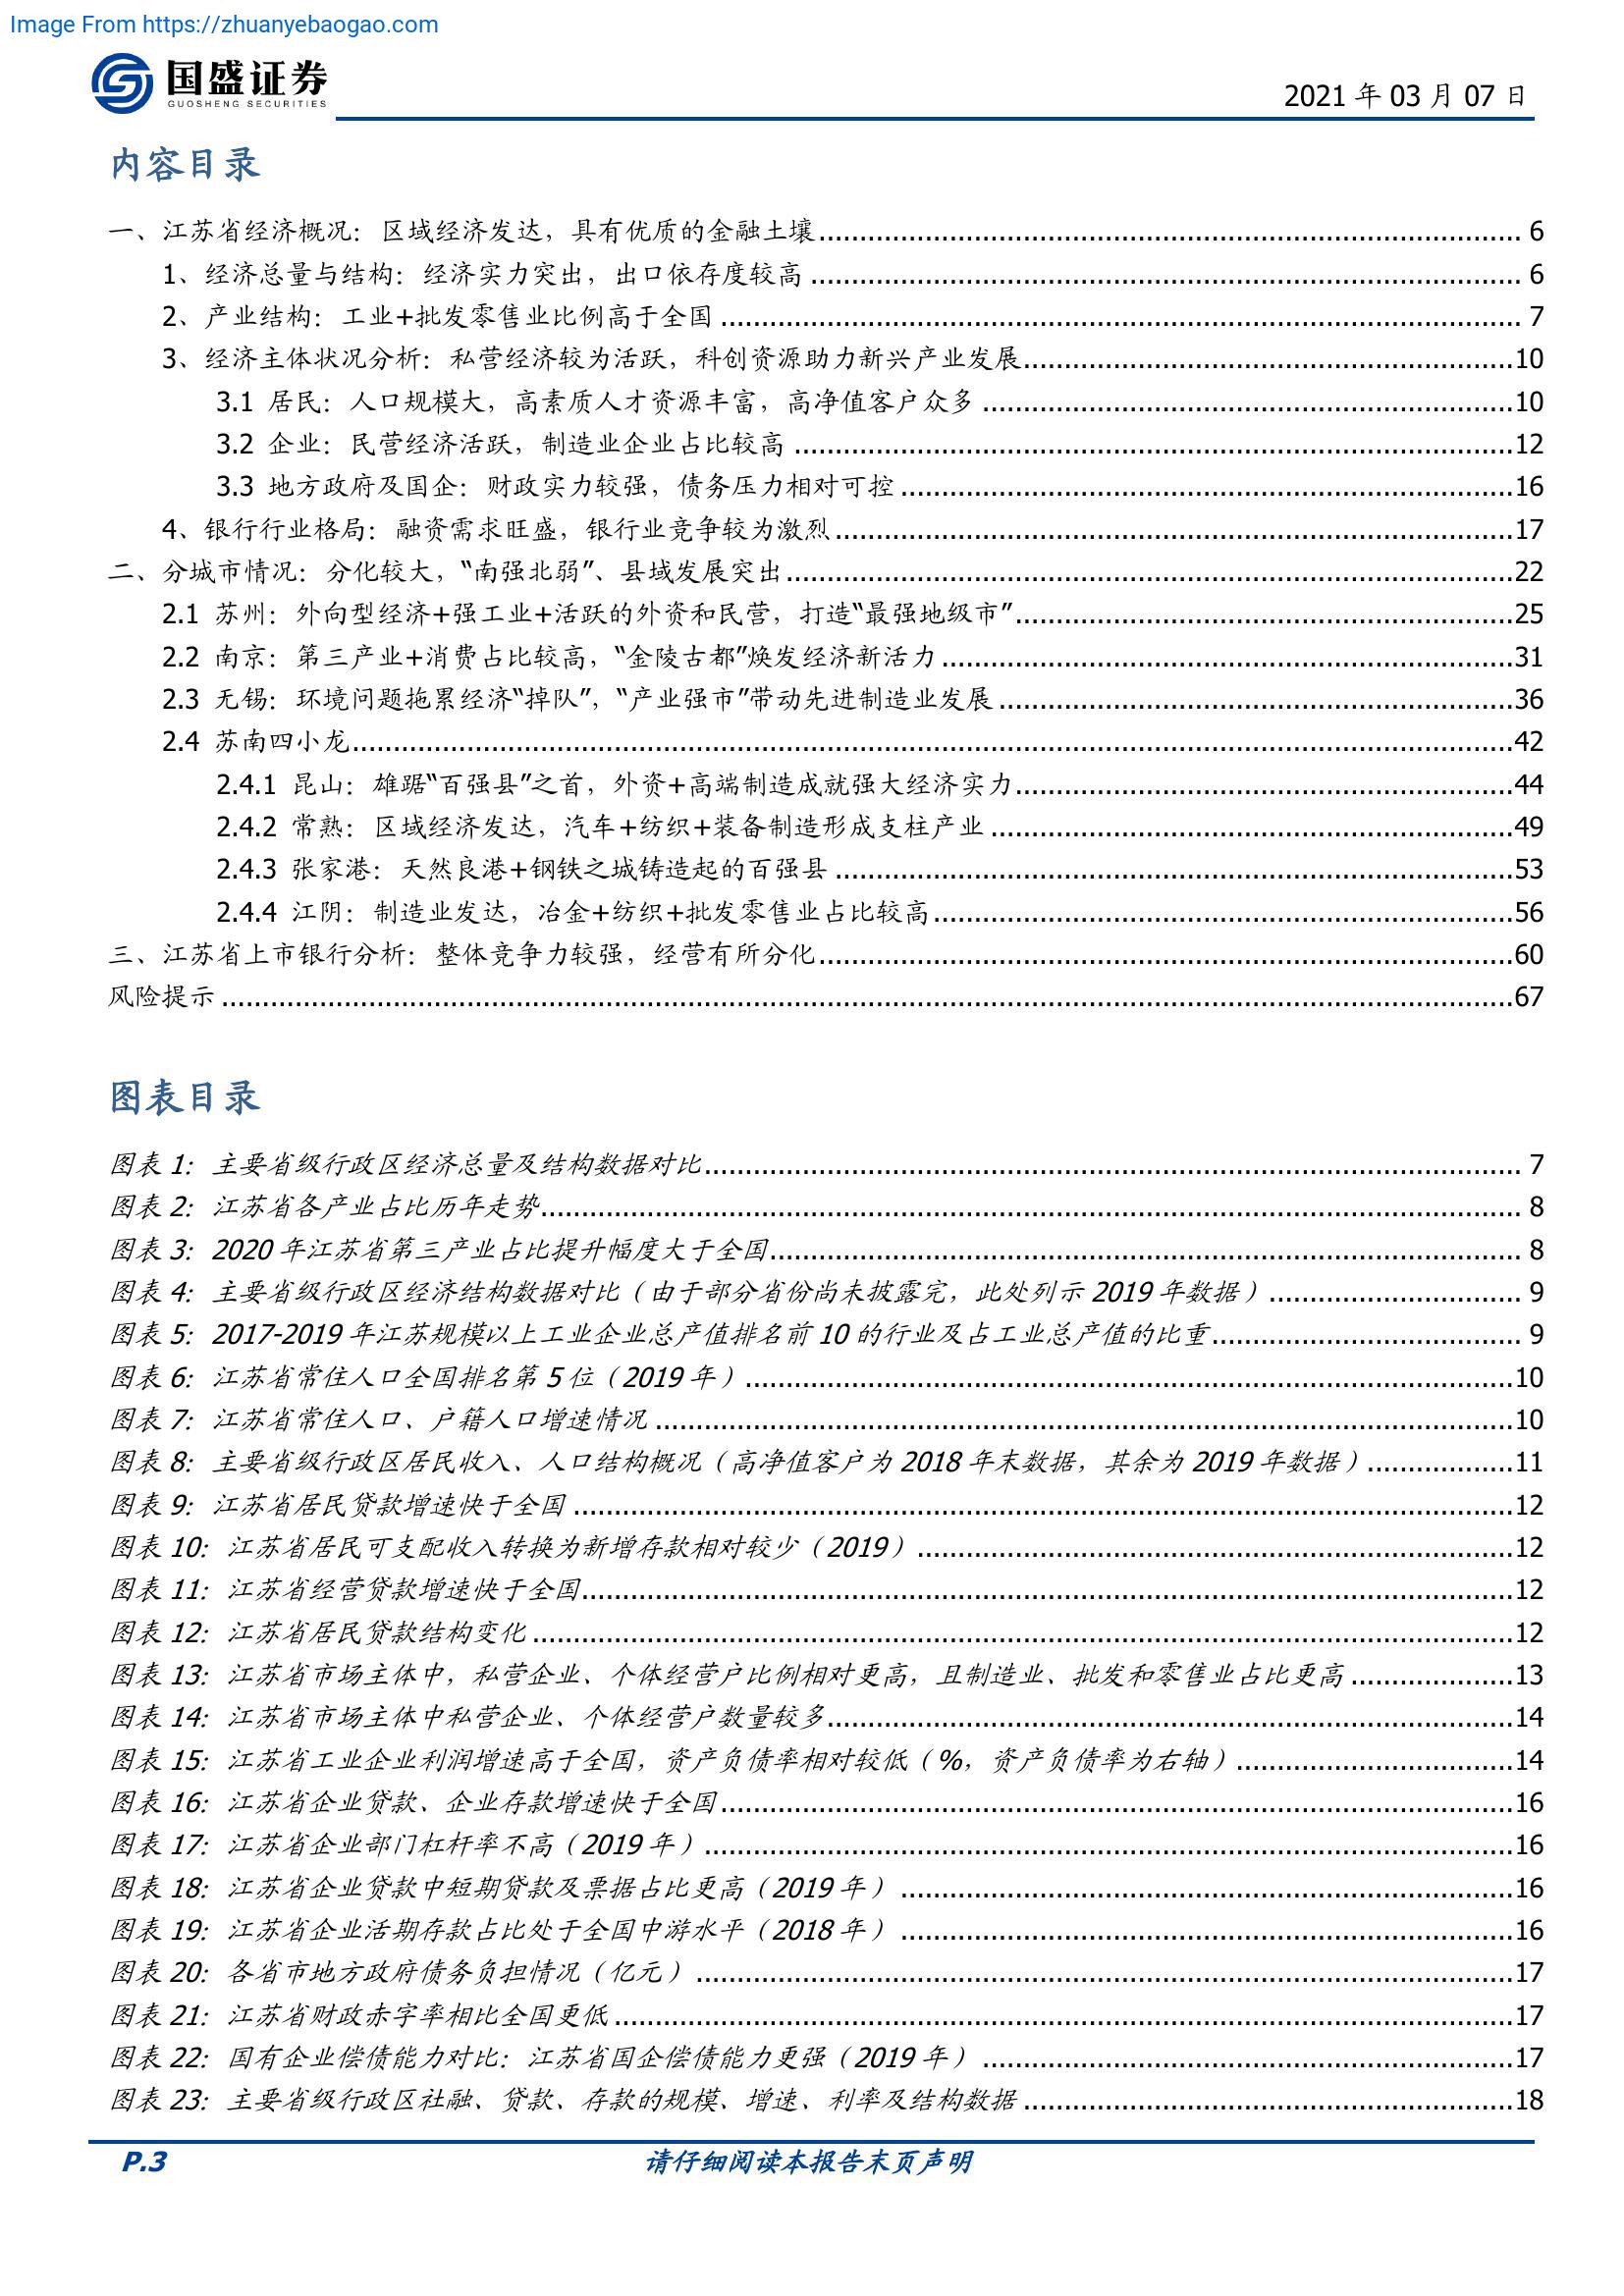 Image From https://zhuanyebaogao.com
国盛证券
GUOSHENG SECURITIES
2021 年 03 月 07 日
内容目录
一、江苏省经济概况：区域经济发达，具有优质的金融土壤 6
1、经济总量与结构：经济实力突出，出口依存度较高 6
2、产业结构：工业+批发零售业比例高于全国 7
3、经济主体状况分析：私营经济较为活跃，科创资源助力新兴产业发展 10
3.1 居民：人口规模大，高素质人才资源丰富，高净值客户众多 10
3.2 企业：民营经济活跃，制造业企业占比较高 12
3.3 地方政府及国企：财政实力较强，债务压力相对可控 16
4、银行行业格局：融资需求旺盛，银行业竞争较为激烈 17
二、分城市情况：分化较大，“南强北弱”、县域发展突出 22
2.1 苏州：外向型经济+强工业+活跃的外资和民营，打造“最强地级市” 25
2.2 南京：第三产业+消费占比较高，“金陵古都”焕发经济新活力 31
2.3 无锡：环境问题拖累经济“掉队”，“产业强市”带动先进制造业发展 36
2.4 苏南四小龙 42
2.4.1 昆山：雄踞“百强县”之首，外资+高端制造成就强大经济实力 44
2.4.2 常熟：区域经济发达，汽车+纺织+装备制造形成支柱产业 49
2.4.3 张家港：天然良港+钢铁之城铸造起的百强县 53
2.4.4 江阴：制造业发达，冶金+纺织+批发零售业占比较高 56
三、江苏省上市银行分析：整体竞争力较强，经营有所分化 60
风险提示 67
图表目录
图表 1：主要省级行政区经济总量及结构数据对比 7
图表 2：江苏省各产业占比历年走势 8
图表 3：2020 年江苏省第三产业占比提升幅度大于全国 8
图表 4：主要省级行政区经济结构数据对比（由于部分省份尚未披露完，此处列示 2019 年数据） 9
图表 5：2017-2019 年江苏规模以上工业企业总产值排名前 10 的行业及占工业总产值的比重 9
图表 6：江苏省常住人口全国排名第 5 位（2019 年） 10
图表 7：江苏省常住人口、户籍人口增速情况 10
图表 8：主要省级行政区居民收入、人口结构概况（高净值客户为 2018 年末数据，其余为 2019 年数据） 11
图表 9：江苏省居民贷款增速快于全国 12
图表 10：江苏省居民可支配收入转换为新增存款相对较少（2019） 12
图表 11：江苏省经营贷款增速快于全国 12
图表 12：江苏省居民贷款结构变化 12
图表 13：江苏省市场主体中，私营企业、个体经营户比例相对更高，且制造业、批发和零售业占比更高 13
图表 14：江苏省市场主体中私营企业、个体经营户数量较多 14
图表 15：江苏省工业企业利润增速高于全国，资产负债率相对较低（%，资产负债率为右轴） 14
图表 16：江苏省企业贷款、企业存款增速快于全国 16
图表 17：江苏省企业部门杠杆率不高（2019 年） 16
图表 18：江苏省企业贷款中短期贷款及票据占比更高（2019 年） 16
图表 19：江苏省企业活期存款占比处于全国中游水平（2018 年） 16
图表 20：各省市地方政府债务负担情况（亿元） 17
图表 21：江苏省财政赤字率相比全国更低 17
图表 22：国有企业偿债能力对比：江苏省国企偿债能力更强（2019 年） 17
图表 23：主要省级行政区社融、贷款、存款的规模、增速、利率及结构数据 18
P.3 请仔细阅读本报告末页声明